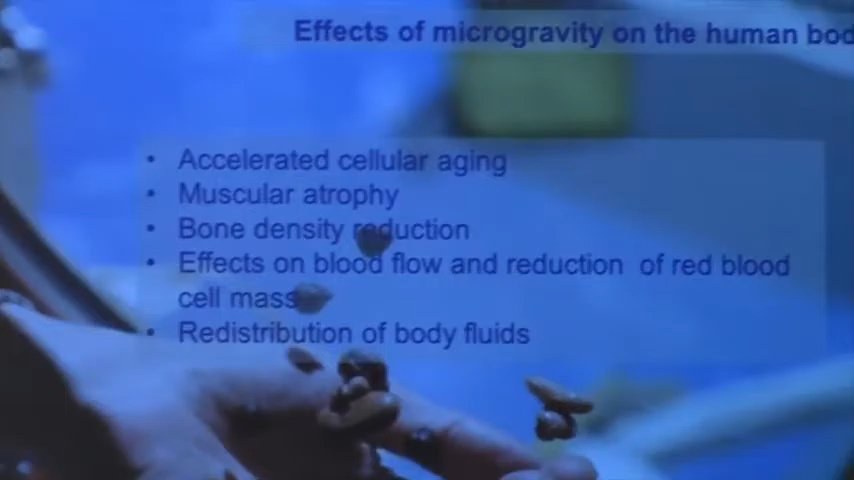 Effects of microgravity on the human bod
• Accelerated cellular aging
• Muscular atrophy
• Bone density reduction
• Effects on blood flow and reduction of red blood
cell mass
• Redistribution of body fluids